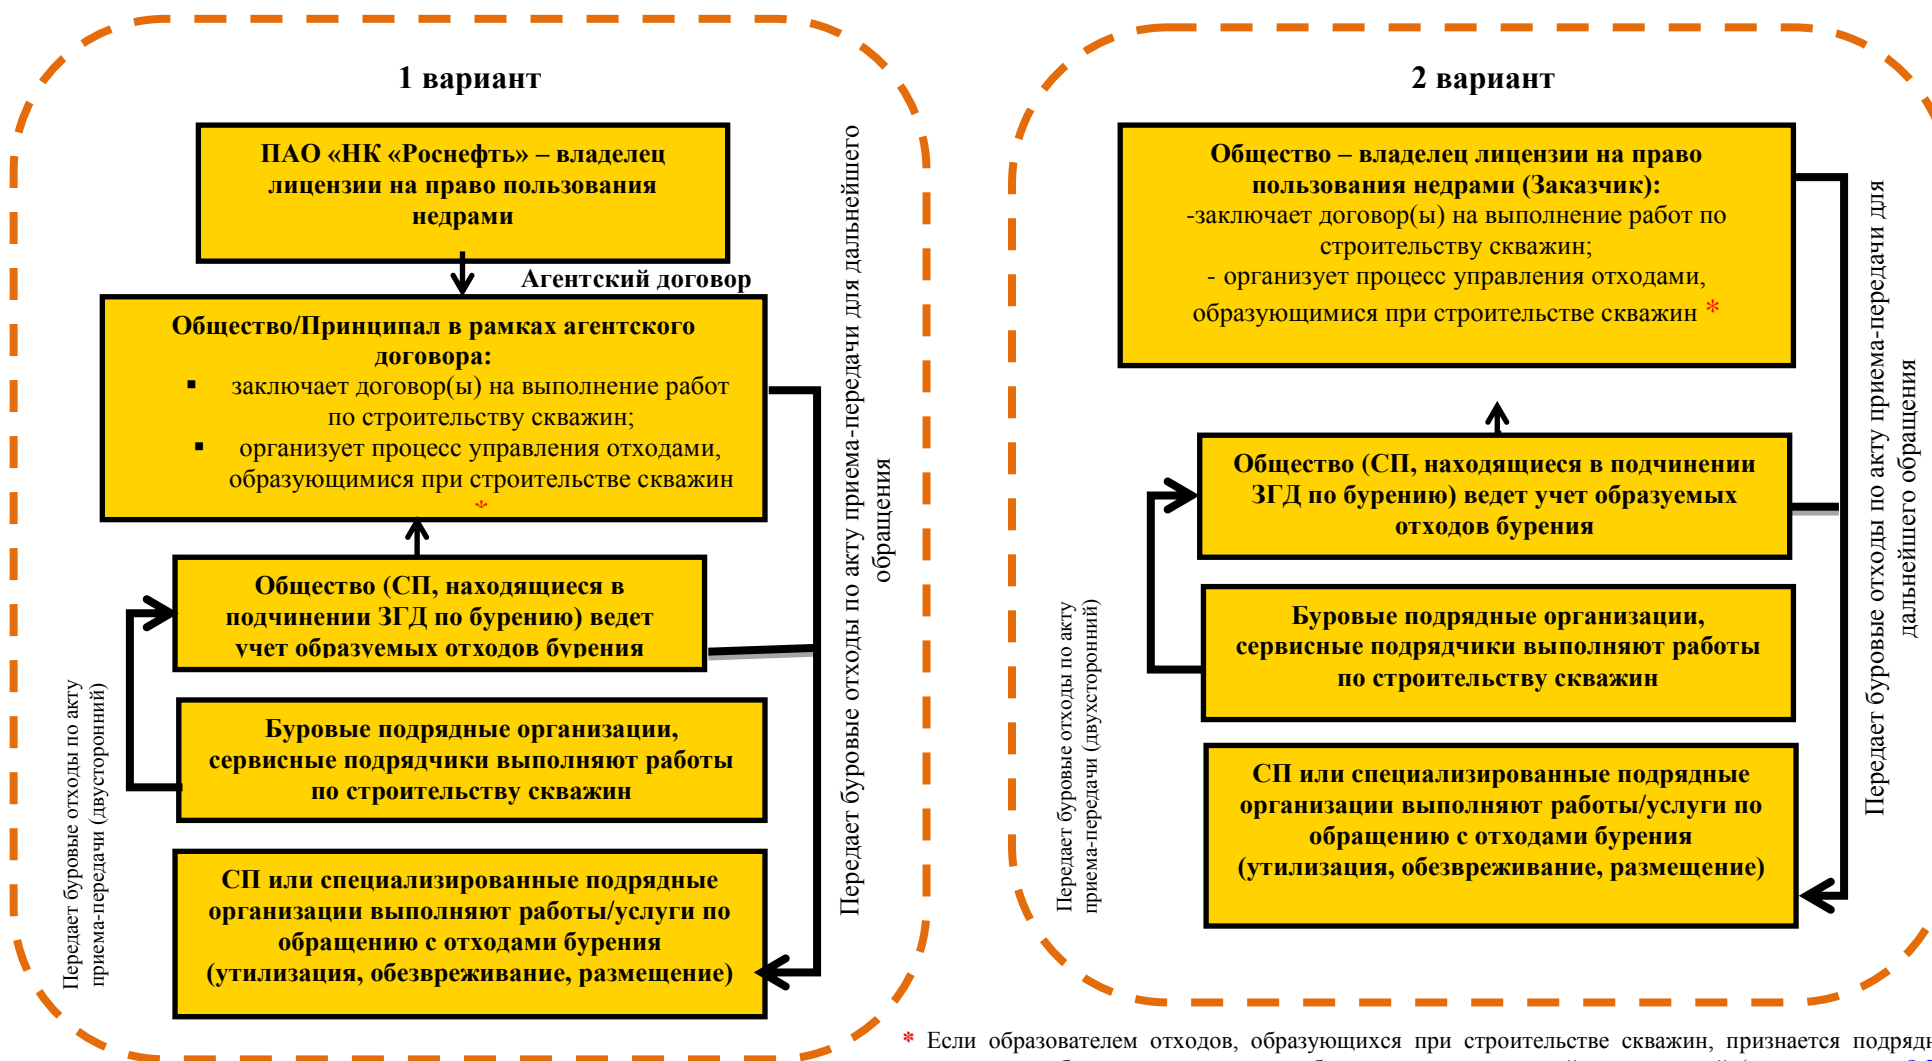 1 вариант
ПАО «НК «Роснефть» – владелец
лицензии на право пользования
недрами
Агентский договор
Общество/Принципал в рамках агентского
договора:
▪ заключает договор(ы) на выполнение работ
по строительству скважин;
▪ организует процесс управления отходами,
образующимися при строительстве скважин
*
Общество (СП, находящиеся в
подчинении ЗГД по бурению) ведет
учет образуемых отходов бурения
Буровые подрядные организации,
сервисные подрядчики выполняют работы
по строительству скважин
СП или специализированные подрядные
организации выполняют работы/услуги по
обращению с отходами бурения
(утилизация, обезвреживание, размещение)
Передает буровые отходы по акту
приема-передачи (двусторонний)
Передает буровые отходы по акту приема-передачи для дальнейшего
обращения
2 вариант
Общество – владелец лицензии на право
пользования недрами (Заказчик):
-заключает договор(ы) на выполнение работ по
строительству скважин;
- организует процесс управления отходами,
образующимися при строительстве скважин *
Общество (СП, находящиеся в подчинении
ЗГД по бурению) ведет учет образуемых
отходов бурения
Буровые подрядные организации,
сервисные подрядчики выполняют работы
по строительству скважин
СП или специализированные подрядные
организации выполняют работы/услуги по
обращению с отходами бурения
(утилизация, обезвреживание, размещение)
Передает буровые отходы по акту
приема-передачи (двухсторонний)
Передает буровые отходы по акту приема-передачи для
дальнейшего обращения
* Если образователем отходов, образующихся при строительстве скважин, признается